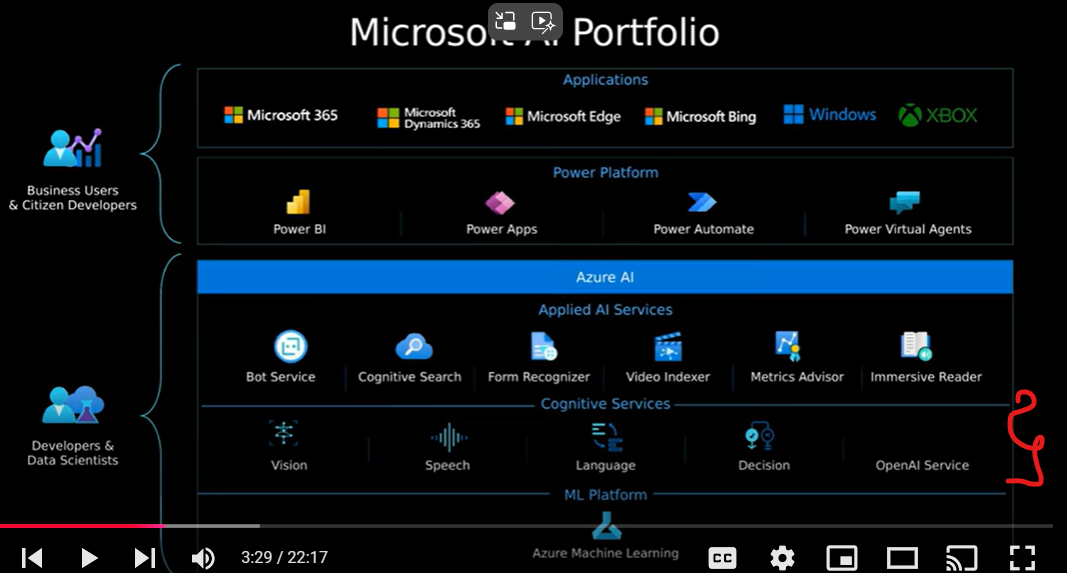 Microsoft AI Portfolio
Applications
Microsoft 365
Microsoft
Dynamics 365
Microsoft Edge
Microsoft Bing
Windows
XBOX
Business Users
& Citizen Developers
Power Platform
Power BI
Power Apps
Power Automate
Power Virtual Agents
Azure AI
Applied AI Services
Bot Service
Cognitive Search
Form Recognizer
Video Indexer
Metrics Advisor
Immersive Reader
Developers &
Data Scientists
Cognitive Services
Vision
Speech
Language
Decision
OpenAI Service
ML Platform
Azure Machine Learning
3:29 / 22:17
CC